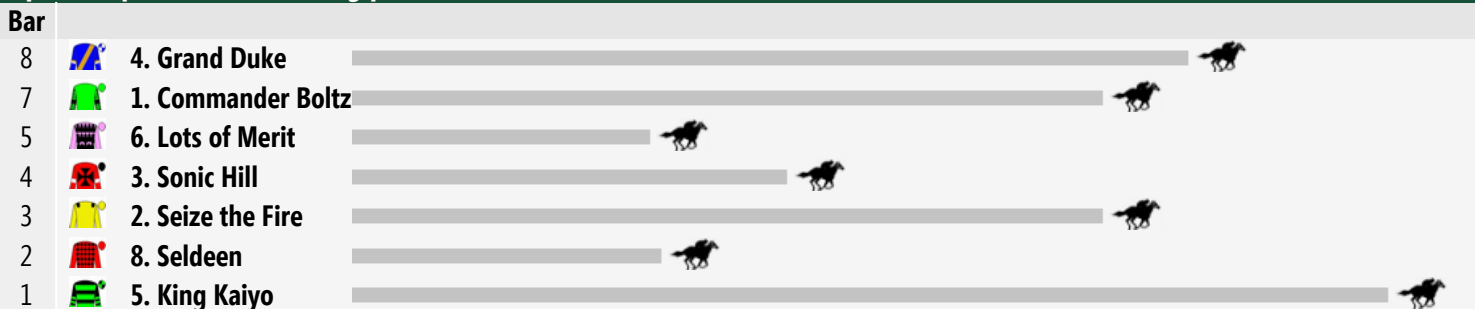 Bar
8 4. Grand Duke
7 1. Commander Boltz
5 6. Lots of Merit
4 3. Sonic Hill
3 2. Seize the Fire
2 8. Seldeen
1 5. King Kaiyo